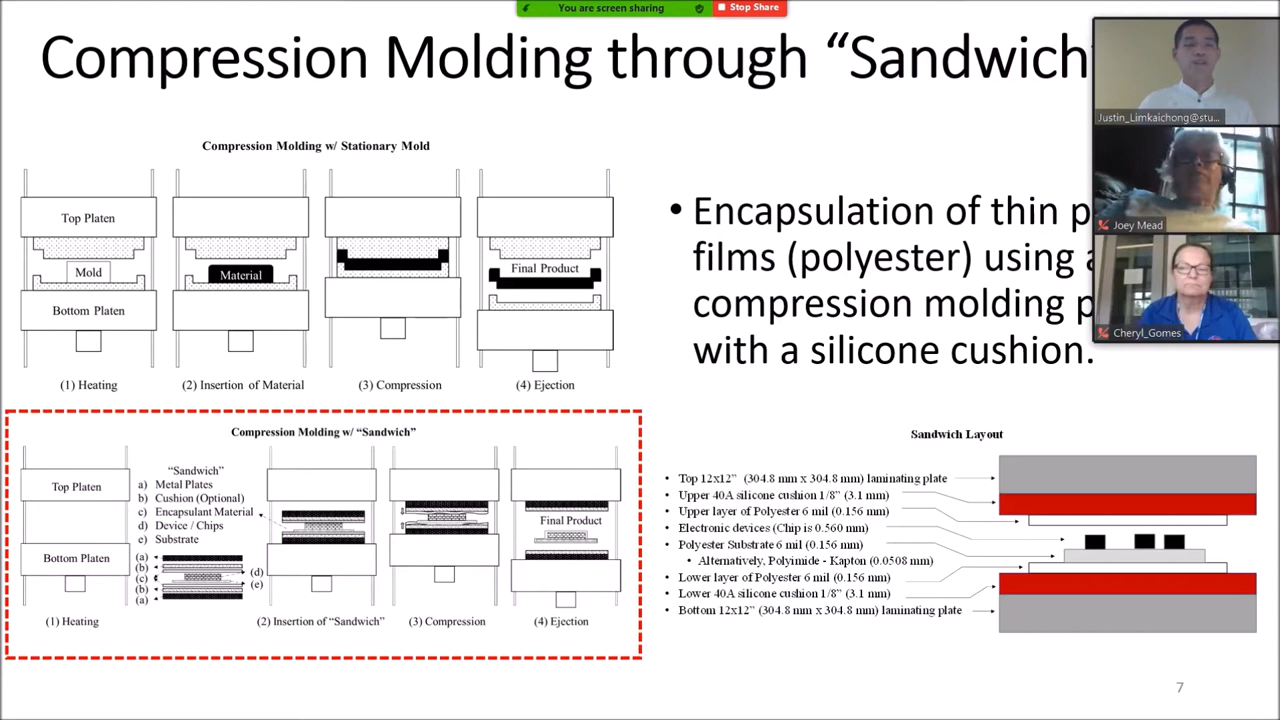 You are screen sharing
Stop Share
Compression Molding through “Sandwich
Justin_Limkaichong@stu...
Joey Mead
Cheryl_Gomes
Compression Molding w/ Stationary Mold
Top Platen
Mold
Material
Final Product
Bottom Platen
(1) Heating
(2) Insertion of Material
(3) Compression
(4) Ejection
• Encapsulation of thin p
films (polyester) using
compression molding p
with a silicone cushion.
Compression Molding w/ “Sandwich”
Top Platen
Bottom Platen
“Sandwich”
a) Metal Plates
b) Cushion (Optional)
c) Encapsulant Material
d) Device / Chips
e) Substrate
(a)
(b)
(c)
(b)
(a)
(d)
(e)
Final Product
(1) Heating
(2) Insertion of “Sandwich”
(3) Compression
(4) Ejection
Sandwich Layout
• Top 12x12” (304.8 mm x 304.8 mm) laminating plate
• Upper 40A silicone cushion 1/8” (3.1 mm)
• Upper layer of Polyester 6 mil (0.156 mm)
• Electronic devices (Chip is 0.560 mm)
• Polyester Substrate 6 mil (0.156 mm)
• Alternatively, Polyimide - Kapton (0.0508 mm)
• Lower layer of Polyester 6 mil (0.156 mm)
• Lower 40A silicone cushion 1/8” (3.1 mm)
• Bottom 12x12” (304.8 mm x 304.8 mm) laminating plate
7